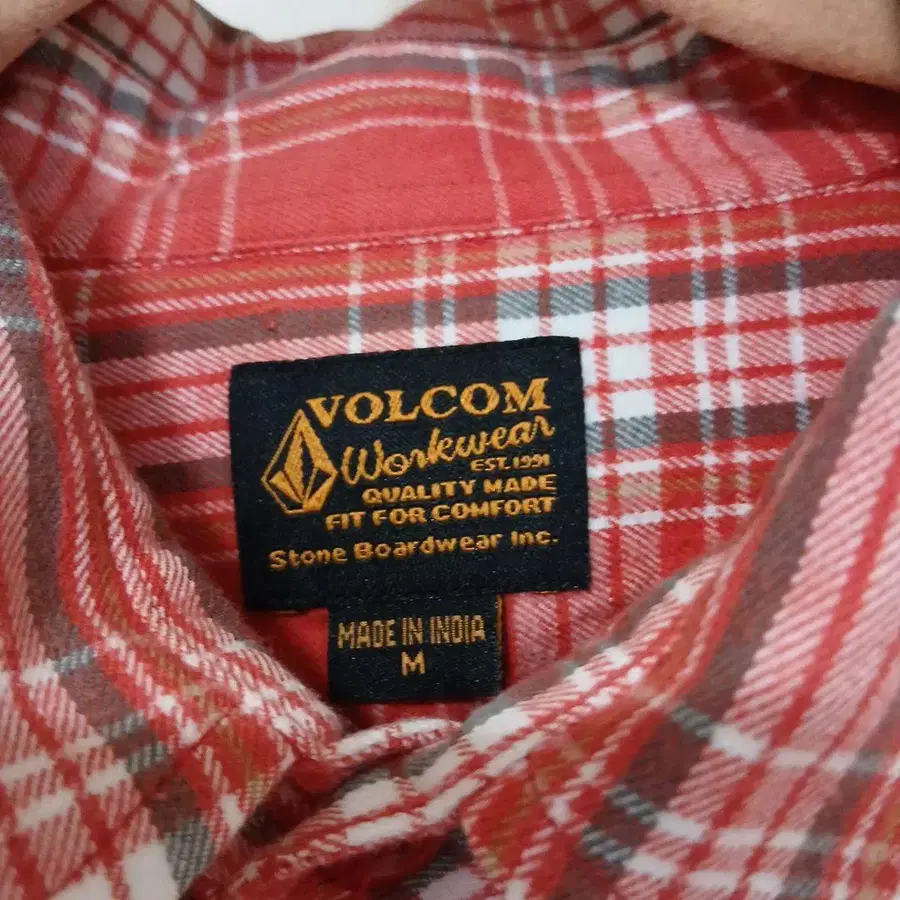 VOLCOM
Workwear
EST. 1991
QUALITY MADE
FIT FOR COMFORT
Stone Boardwear Inc.
MADE IN INDIA
M